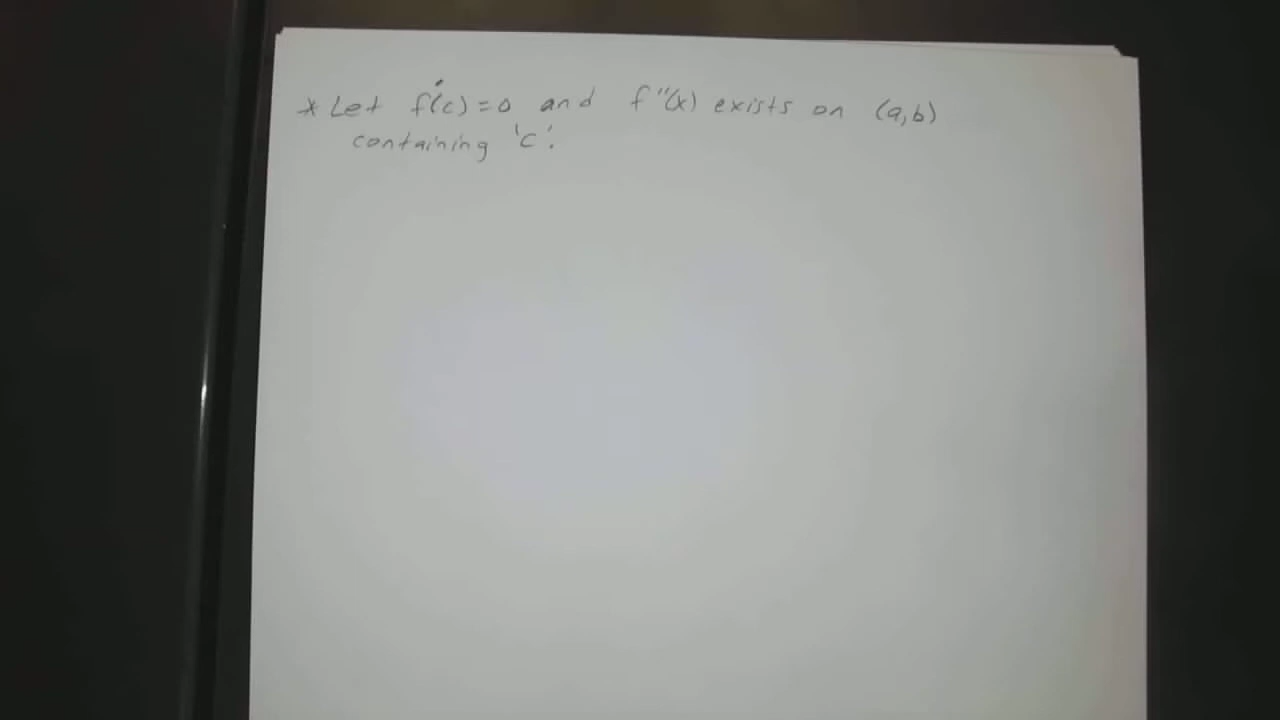 * Let f'(c) = 0 and f"(x) exists on (a,b)
containing 'c'.